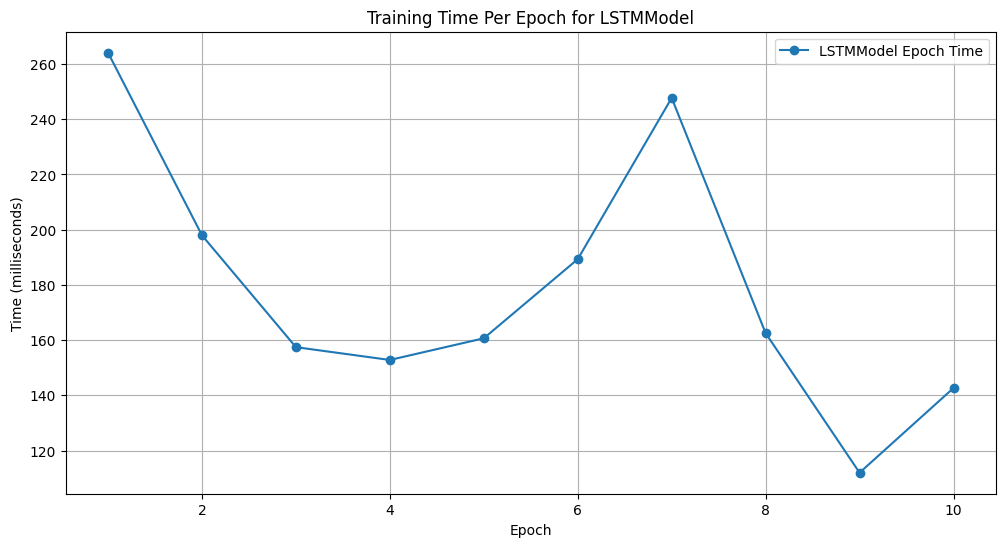 Training Time Per Epoch for LSTMModel
LSTMModel Epoch Time
Time (milliseconds)
260
240
220
200
180
160
140
120
2 4 6 8 10
Epoch